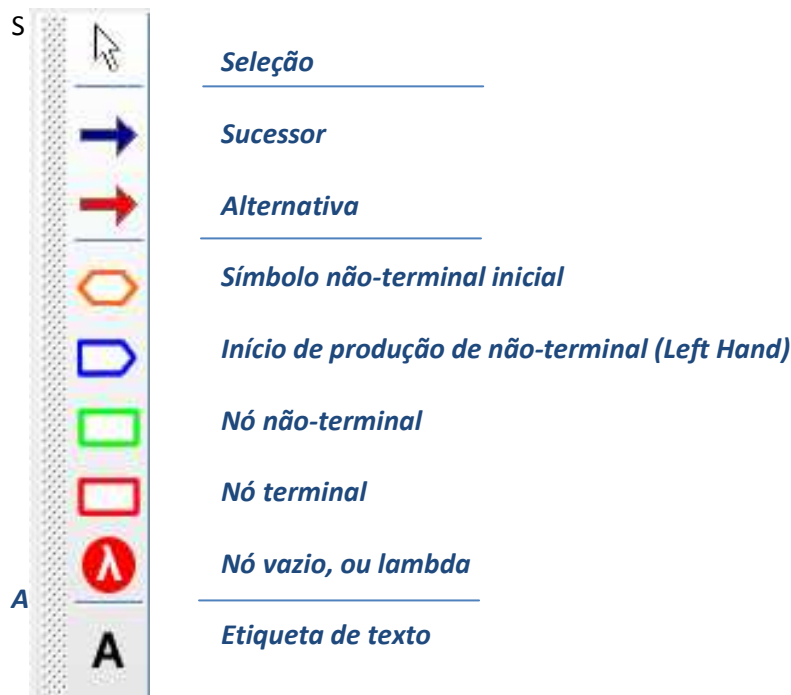 S
Seleção
Sucessor
Alternativa
Símbolo não-terminal inicial
Início de produção de não-terminal (Left Hand)
Nó não-terminal
Nó terminal
λ
Nó vazio, ou lambda
A
A
Etiqueta de texto